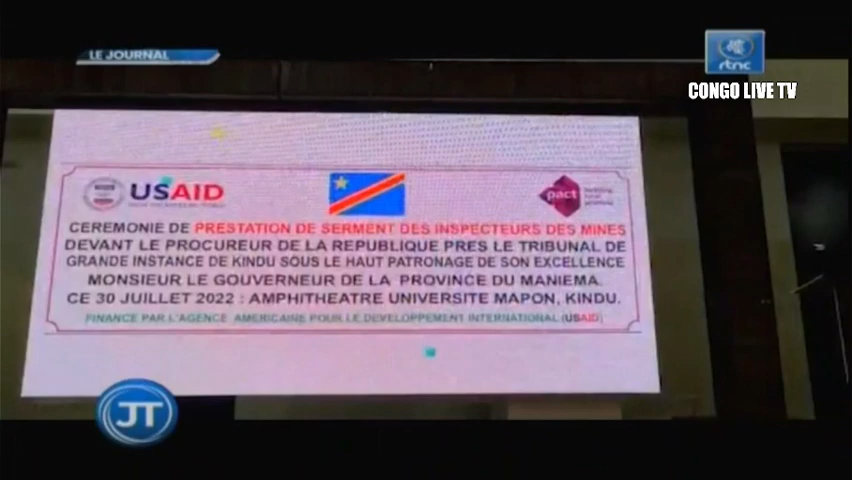 LE JOURNAL
rtnc
CONGO LIVE TV
USAID
pact
CEREMONIE DE PRESTATION DE SERMENT DES INSPECTEURS DES MINES
DEVANT LE PROCUREUR DE LA REPUBLIQUE PRES LE TRIBUNAL DE
GRANDE INSTANCE DE KINDU SOUS LE HAUT PATRONAGE DE SON EXCELLENCE
MONSIEUR LE GOUVERNEUR DE LA PROVINCE DU MANIEMA.
CE 30 JUILLET 2022 : AMPHITHEATRE UNIVERSITE MAPON, KINDU.
FINANCE PAR L'AGENCE AMERICAINE POUR LE DEVELOPPEMENT INTERNATIONAL (USAID)
JT